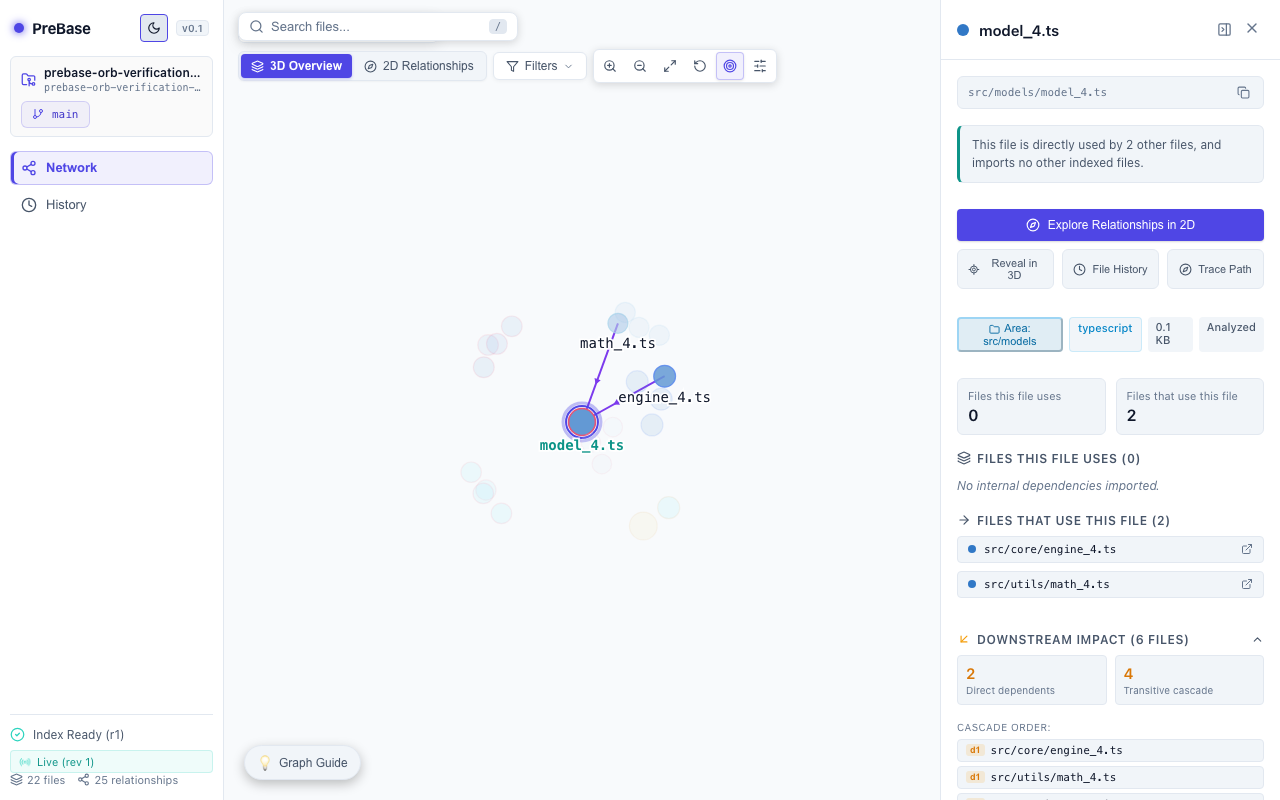 PreBase
v0.1
prebase-orb-verification...
prebase-orb-verification-…
main
Network
History
Index Ready (r1)
Live (rev 1)
22 files
25 relationships
Search files...
/
3D Overview
2D Relationships
Filters
math_4.ts
engine_4.ts
model_4.ts
Graph Guide
model_4.ts
src/models/model_4.ts
This file is directly used by 2 other files, and
imports no other indexed files.
Explore Relationships in 2D
Reveal in
3D
File History
Trace Path
Area:
src/models
typescript
0.1
KB
Analyzed
Files this file uses
0
Files that use this file
2
FILES THIS FILE USES (0)
No internal dependencies imported.
FILES THAT USE THIS FILE (2)
src/core/engine_4.ts
src/utils/math_4.ts
DOWNSTREAM IMPACT (6 FILES)
2
Direct dependents
4
Transitive cascade
CASCADE ORDER:
d1 src/core/engine_4.ts
d1 src/utils/math_4.ts